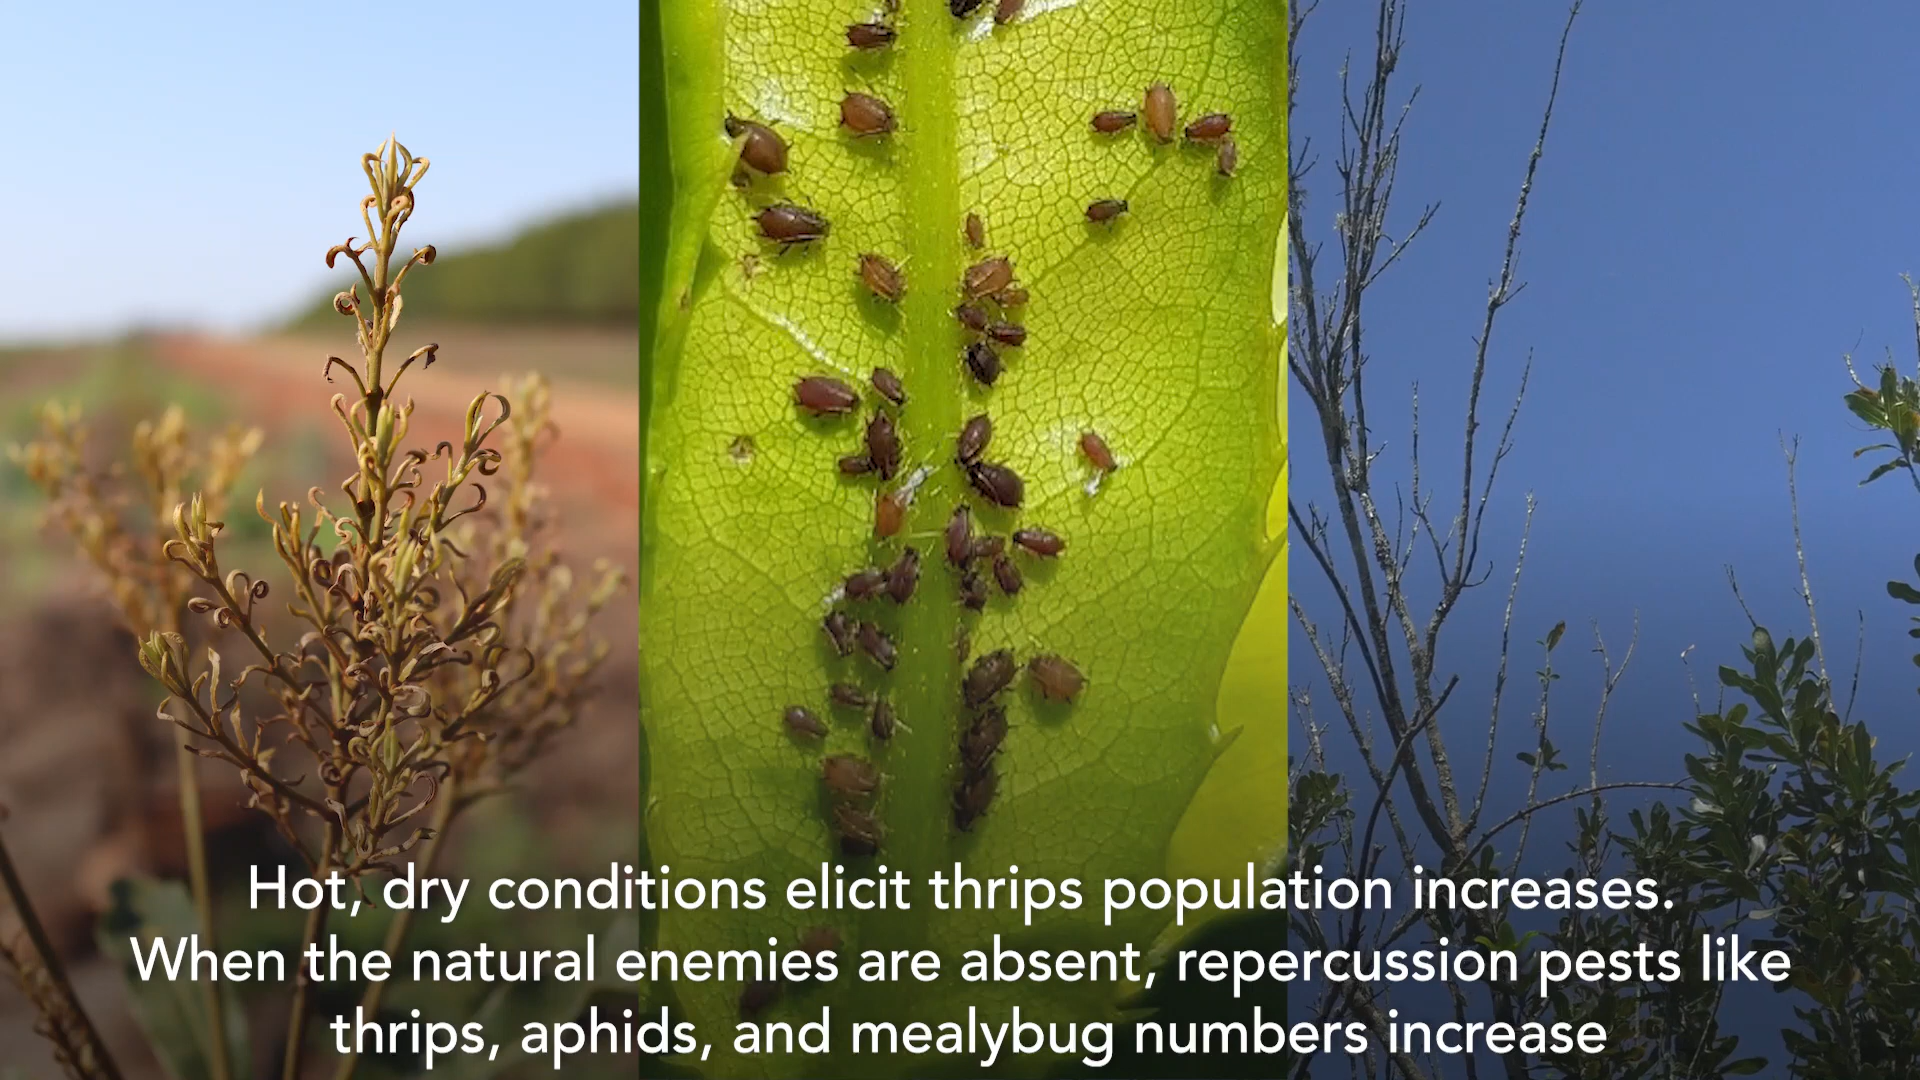 Hot, dry conditions elicit thrips population increases.
When the natural enemies are absent, repercussion pests like
thrips, aphids, and mealybug numbers increase